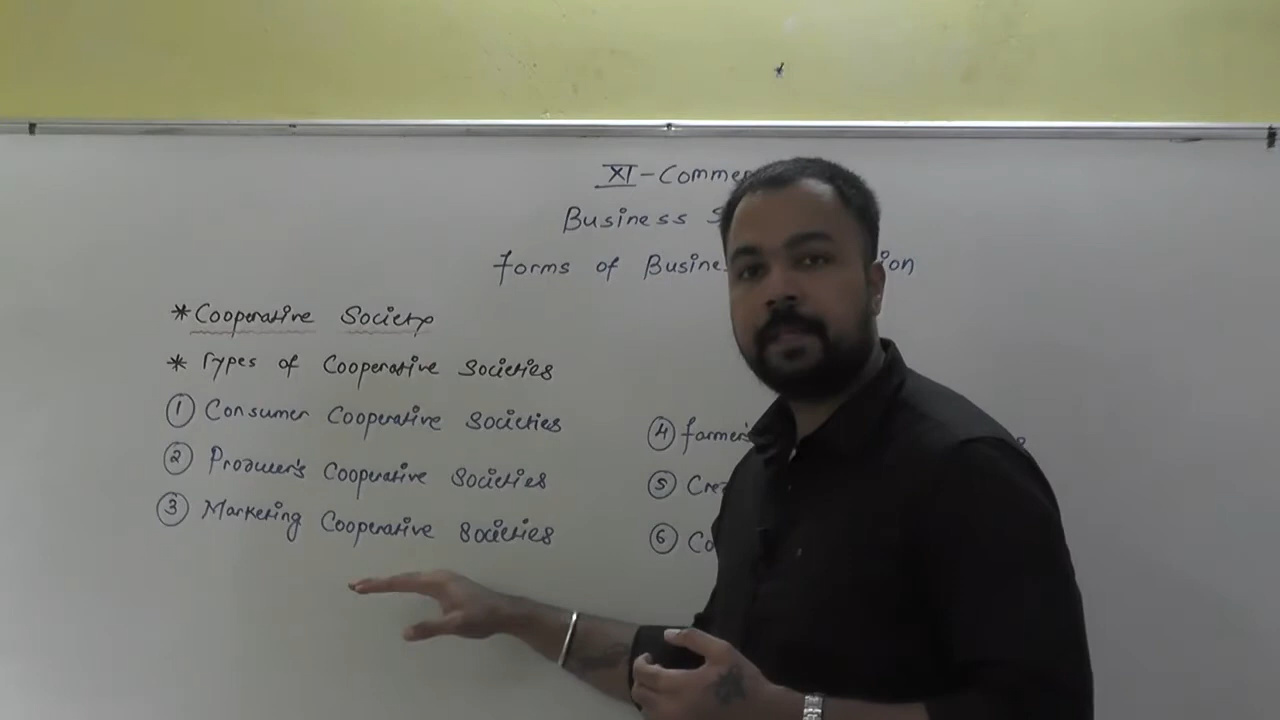 XI - Commer
Business S
Forms of Busine ion
* Cooperative Society
* Types of Cooperative Societies
① Consumer Cooperative Societies
② Producer's Cooperative Societies
③ Marketing Cooperative Societies
④ farmer's
⑤ Cre
⑥ Co